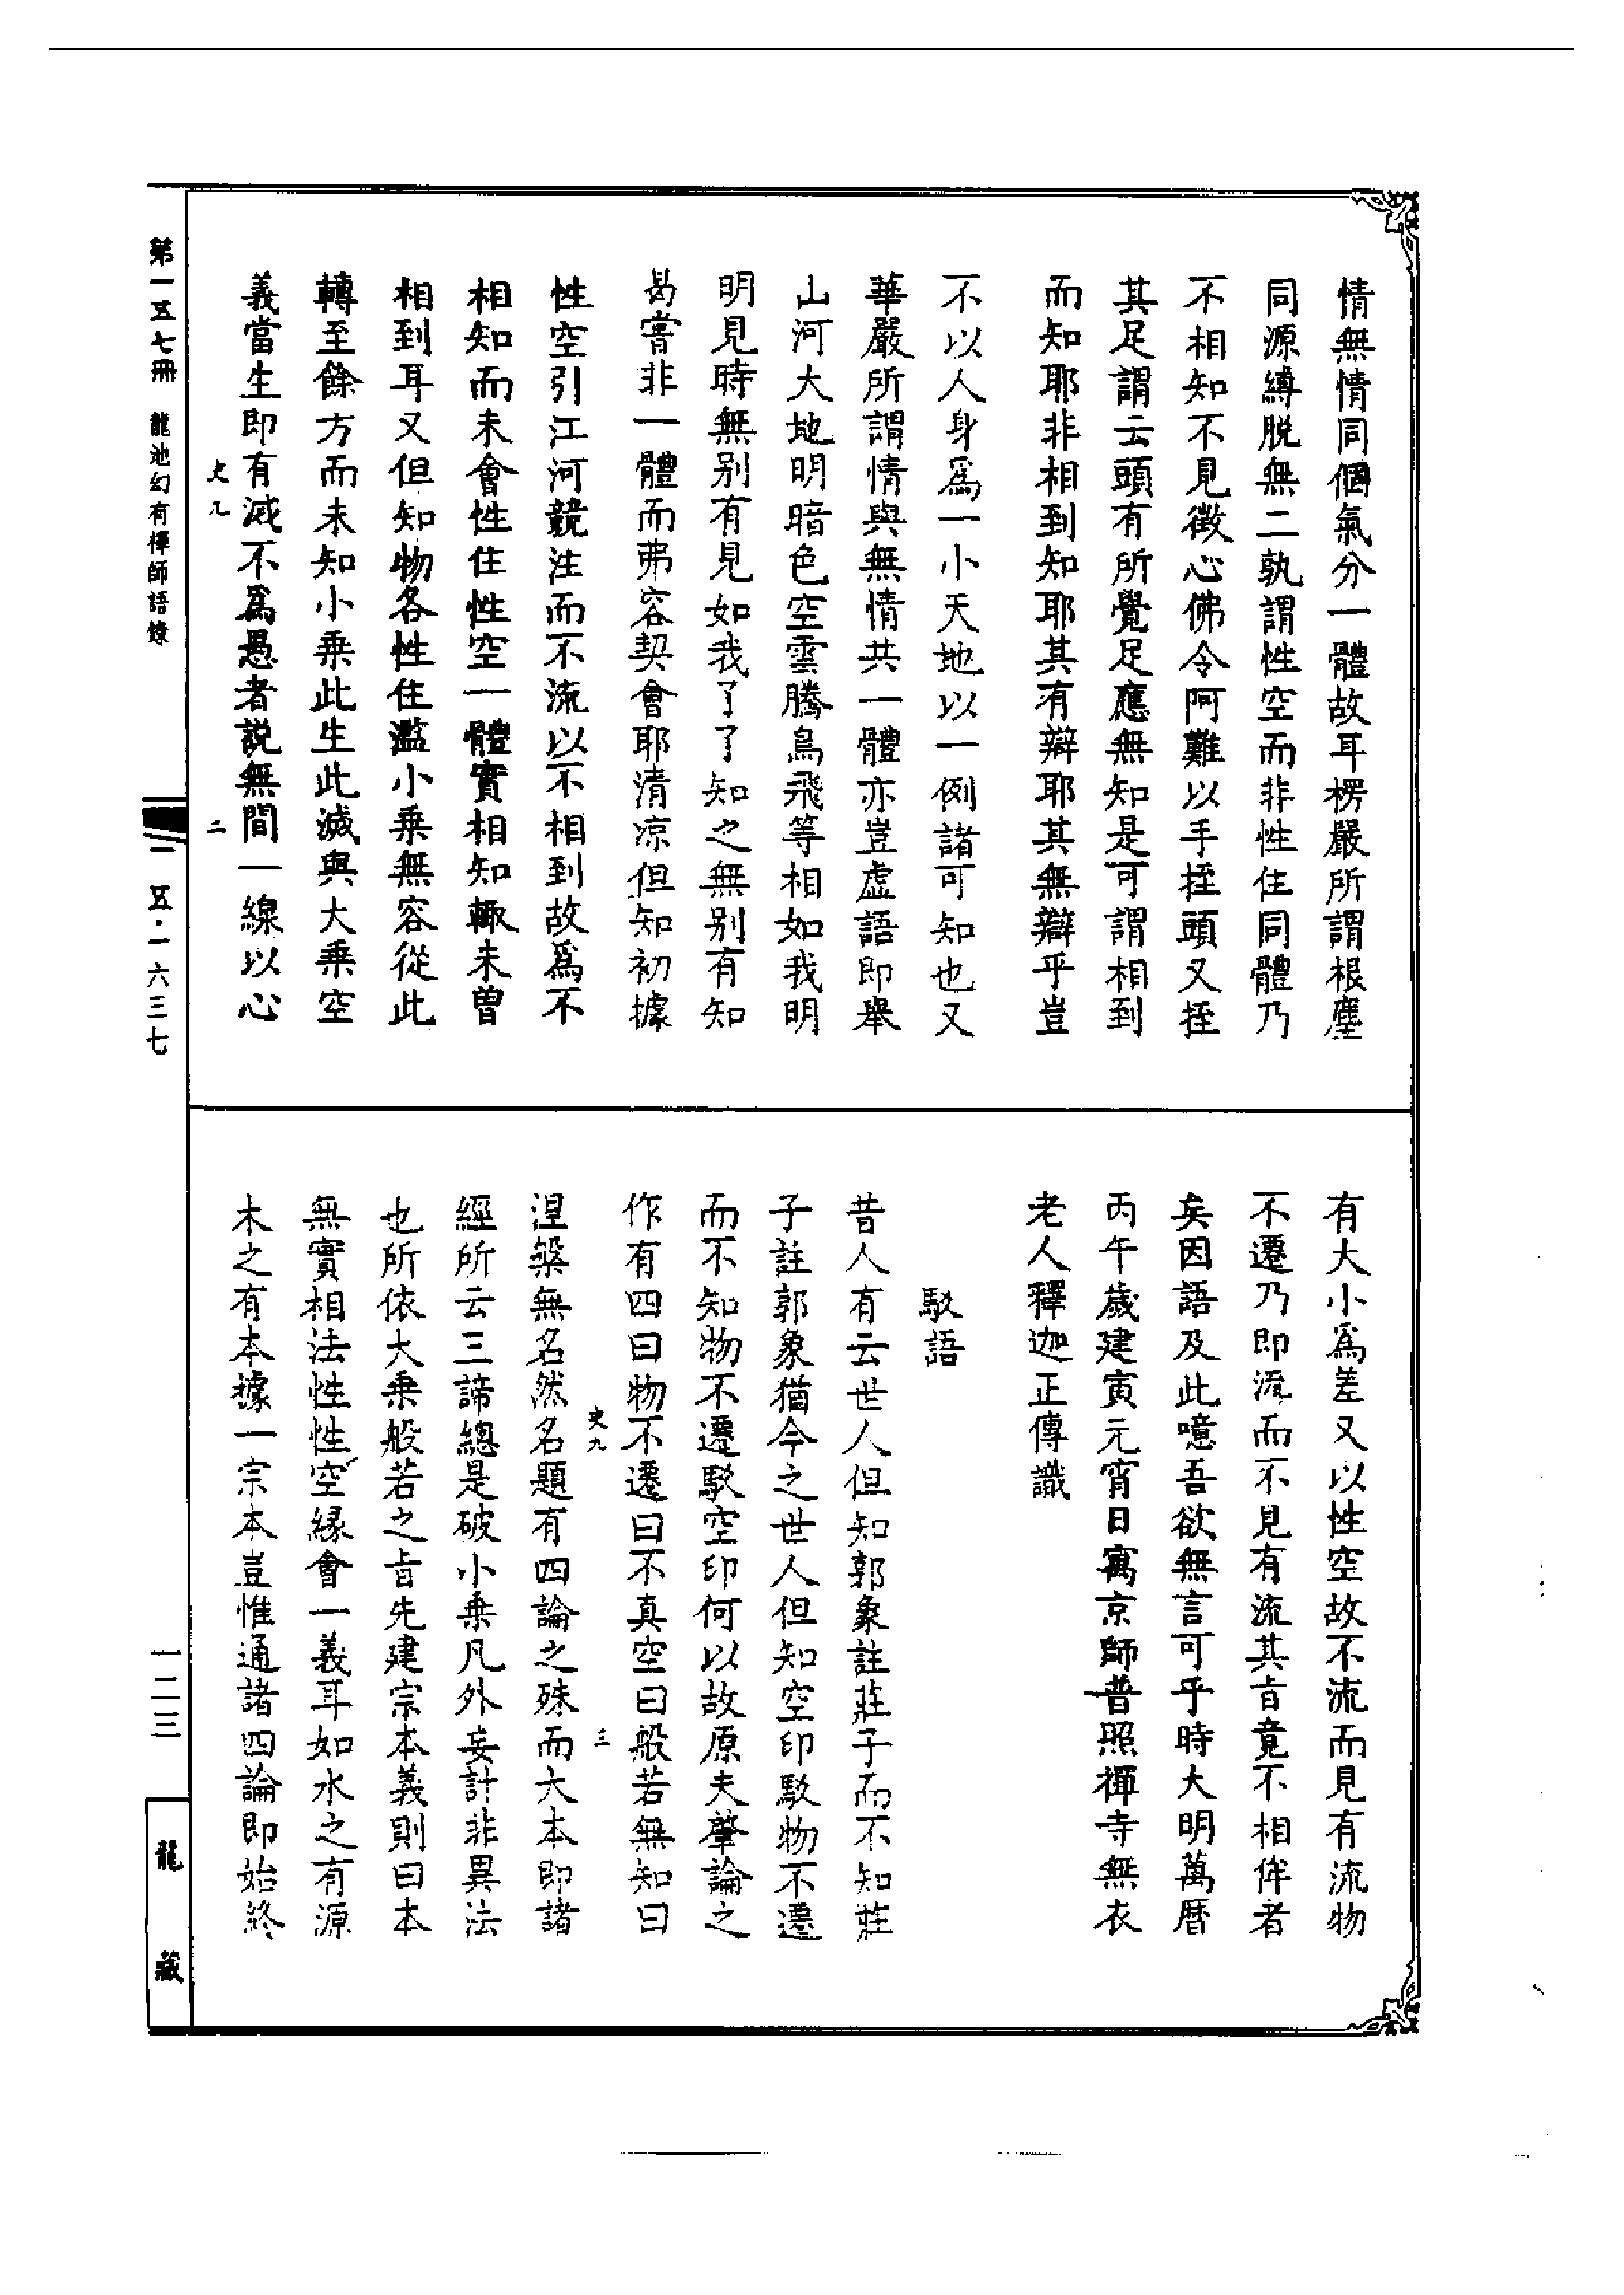 情無情同個氣分一體故耳楞嚴所謂根塵
同源縛脱無二孰謂性空而非性住同體乃
不相知不見徵心佛令阿難以手挃頭又挃
其足謂云頭有所覺足應無知是可謂相到
而知耶非相到知耶其有辯耶其無辯乎豈
不以人身爲一小天地以一例諸可知也又
華嚴所謂情與無情共一體亦豈虛語即舉
山河大地明暗色空雲騰鳥飛等相如我明
明見時無别有見如我了了知之無别有知
曷嘗非一體而弗容契會耶清凉但知初據
性空引江河競注而不流以不相到故爲不
相知而未會性住性空一體實相知輙未曾
相到耳又但知物各性住濫小乗無容從此
轉至餘方而未知小乗此生此滅與大乗空
義當生即有滅不爲愚者説無間一線以心
史九
二
有大小爲差又以性空故不流而見有流物
不遷乃即流而不見有流其㫖竟不相侔者
矣因語及此噫吾欲無言可乎時大明萬曆
丙午歲建寅元宵日寓京師普照禪寺無衣
老人釋迦正傳識
駁語
昔人有云世人但知郭象註莊子而不知莊
子註郭象猶今之世人但知空印駁物不遷
而不知物不遷駁空印何以故原夫肇論之
作有四曰物不遷曰不真空曰般若無知曰
史九
三
涅槃無名然名題有四論之殊而大本即諸
經所云三諦總是破小乗凡外妄計非異法
也所依大乗般若之㫖先建宗本義則曰本
無實相法性性空緣會一義耳如水之有源
木之有本據一宗本豈惟通諸四論即始終
第一五七冊
龍池幻有禪師語錄
一五·一六三七
一二三
龍藏